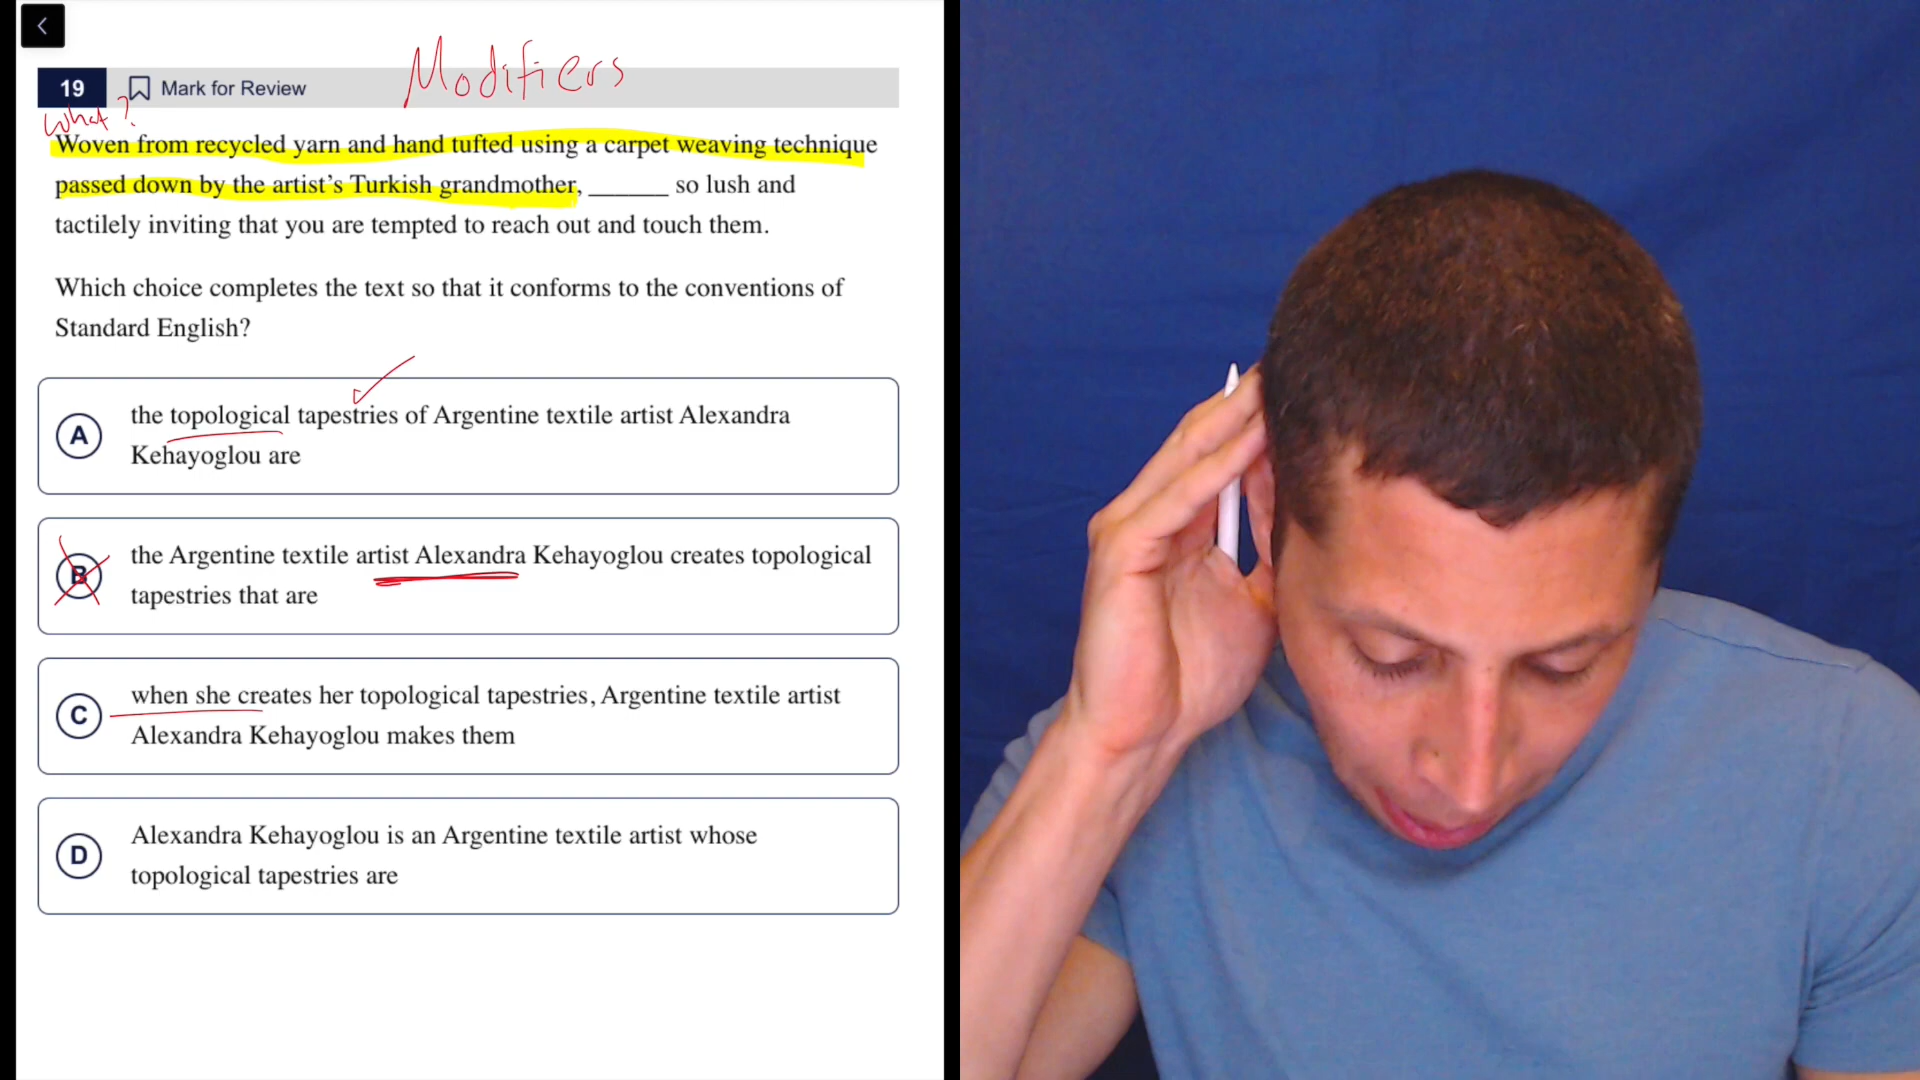 Modifiers
19 Mark for Review
What?
Woven from recycled yarn and hand tufted using a carpet weaving technique
passed down by the artist’s Turkish grandmother, ______ so lush and
tactilely inviting that you are tempted to reach out and touch them.
Which choice completes the text so that it conforms to the conventions of
Standard English?
A
the topological tapestries of Argentine textile artist Alexandra
Kehayoglou are
B
the Argentine textile artist Alexandra Kehayoglou creates topological
tapestries that are
C
when she creates her topological tapestries, Argentine textile artist
Alexandra Kehayoglou makes them
D
Alexandra Kehayoglou is an Argentine textile artist whose
topological tapestries are